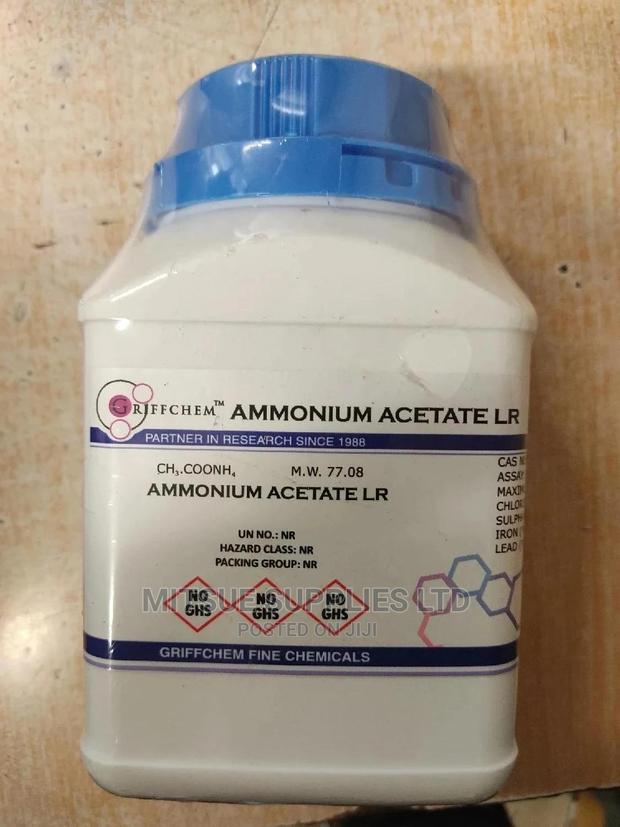 GRIFFCHEM™ AMMONIUM ACETATE LR
PARTNER IN RESEARCH SINCE 1988
CH₃.COONH₄ M.W. 77.08
AMMONIUM ACETATE LR
UN NO.: NR
HAZARD CLASS: NR
PACKING GROUP: NR
NO GHS
NO GHS
NO GHS
GRIFFCHEM FINE CHEMICALS
CAS
ASSAY
IRON
LEAD
SUPPLIES LTD
POSTED ON JIJI